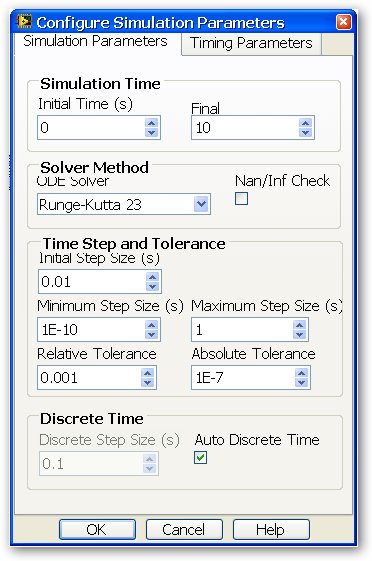 Configure Simulation Parameters
Simulation Parameters Timing Parameters
Simulation Time
Initial Time (s) Final
0 10
Solver Method
ODE Solver Nan/Inf Check
Runge-Kutta 23
Time Step and Tolerance
Initial Step Size (s)
0.01
Minimum Step Size (s) Maximum Step Size (s)
1E-10 1
Relative Tolerance Absolute Tolerance
0.001 1E-7
Discrete Time
Discrete Step Size (s) Auto Discrete Time
0.1
OK Cancel Help